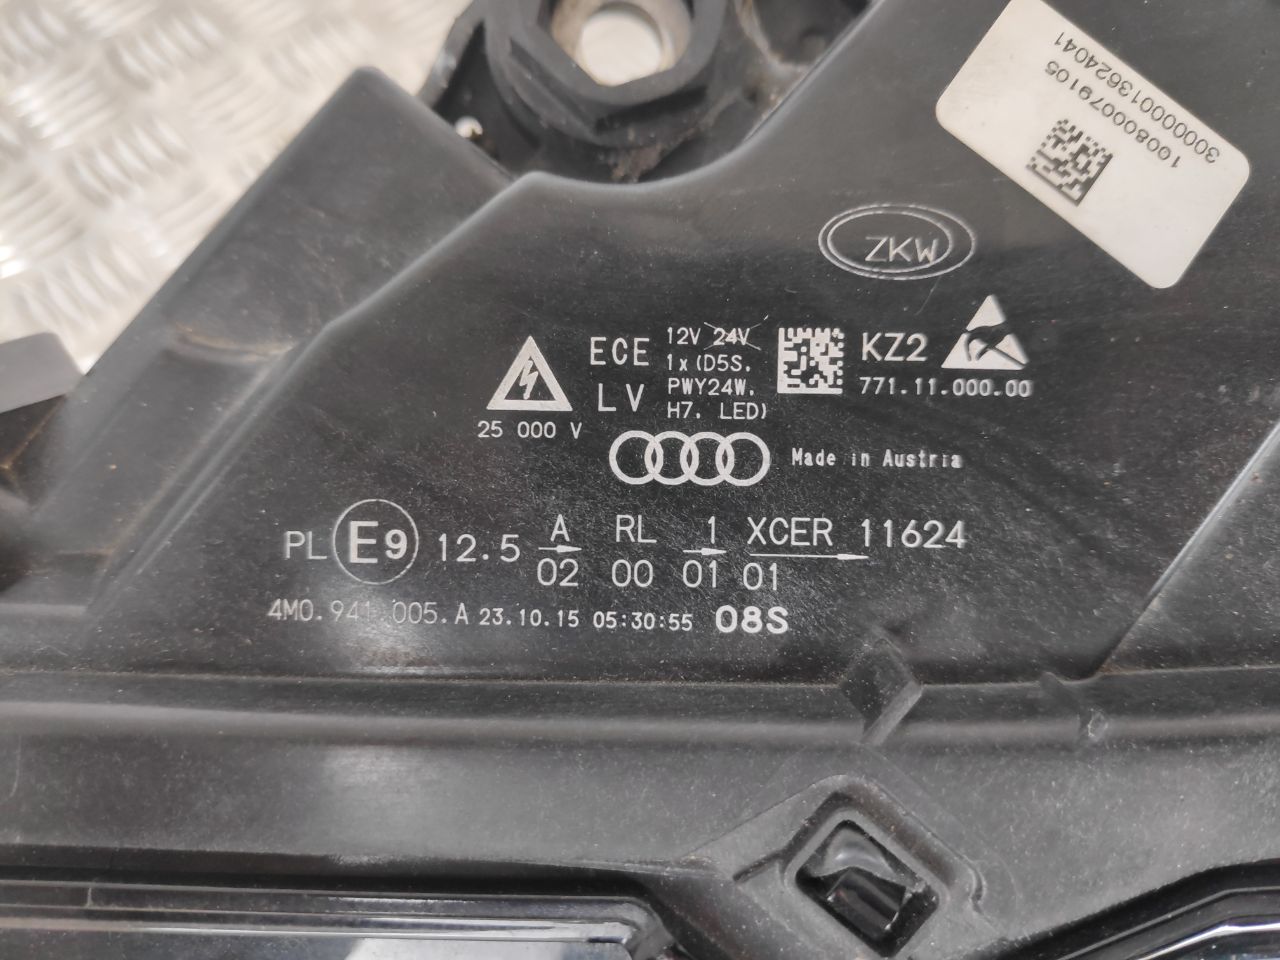 100800079105
3000000013624041
ZKW
ECE
LV
12V 24V
1x (D5S.
PWY24W.
H7. LED)
KZ2
771.11.000.00
25 000 V
Made in Austria
PL E9 12.5 A RL 1 XCER 11624
02 00 01 01
4M0.941.005.A 23.10.15 05:30:55 08S